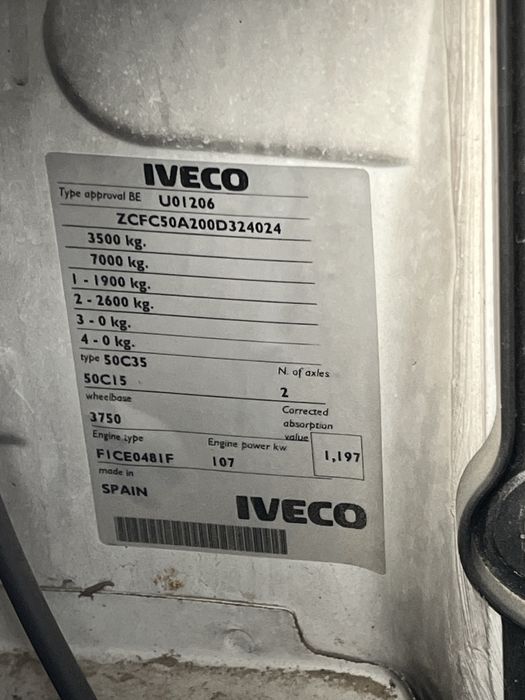 IVECO
Type approval BE U01206
ZCFC50A200D324024
3500 kg.
7000 kg.
1 - 1900 kg.
2 - 2600 kg.
3 - 0 kg.
4 - 0 kg.
type 50C35 N. of axles
50C15 2
wheelbase Corrected
absorption
3750 value
1,197
Engine type Engine power kw
F1CE0481F 107
made in
SPAIN
IVECO